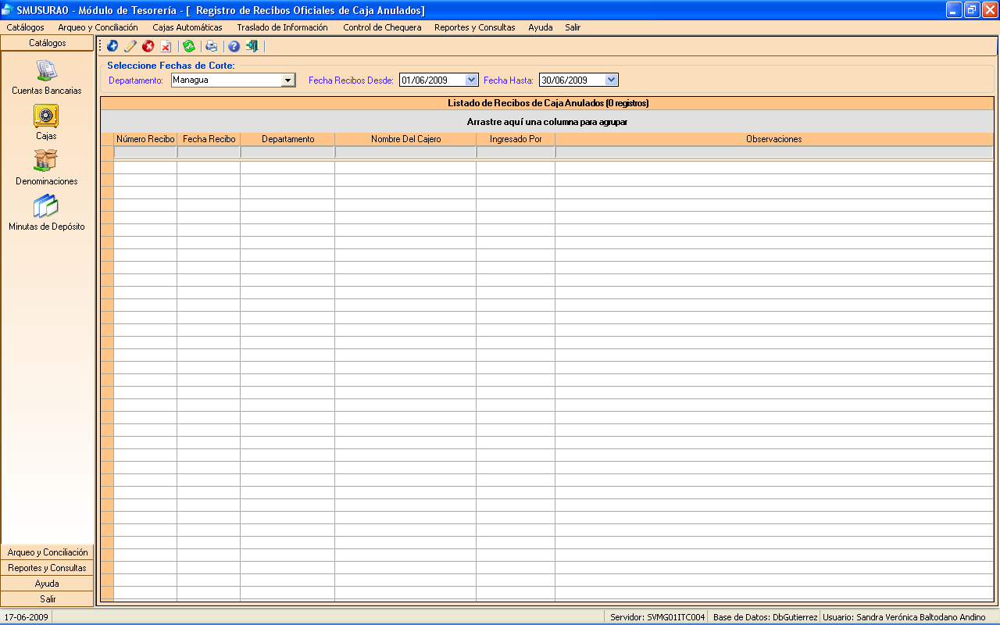 SMUSURA0 - Módulo de Tesorería - [  Registro de Recibos Oficiales de Caja Anulados]
Catálogos Arqueo y Conciliación Cajas Automáticas Traslado de Información Control de Chequera Reportes y Consultas Ayuda Salir
Catálogos
Cuentas Bancarias
Cajas
Denominaciones
Minutas de Depósito
Seleccione Fechas de Corte:
Departamento: Managua Fecha Recibos Desde: 01/06/2009 Fecha Hasta: 30/06/2009
Listado de Recibos de Caja Anulados (0 registros)
Arrastre aquí una columna para agrupar
Número Recibo Fecha Recibo Departamento Nombre Del Cajero Ingresado Por Observaciones
Arqueo y Conciliación
Reportes y Consultas
Ayuda
Salir
17-06-2009 Servidor: SVMG01ITC004 Base de Datos: DbGutierrez Usuario: Sandra Verónica Baltodano Andino